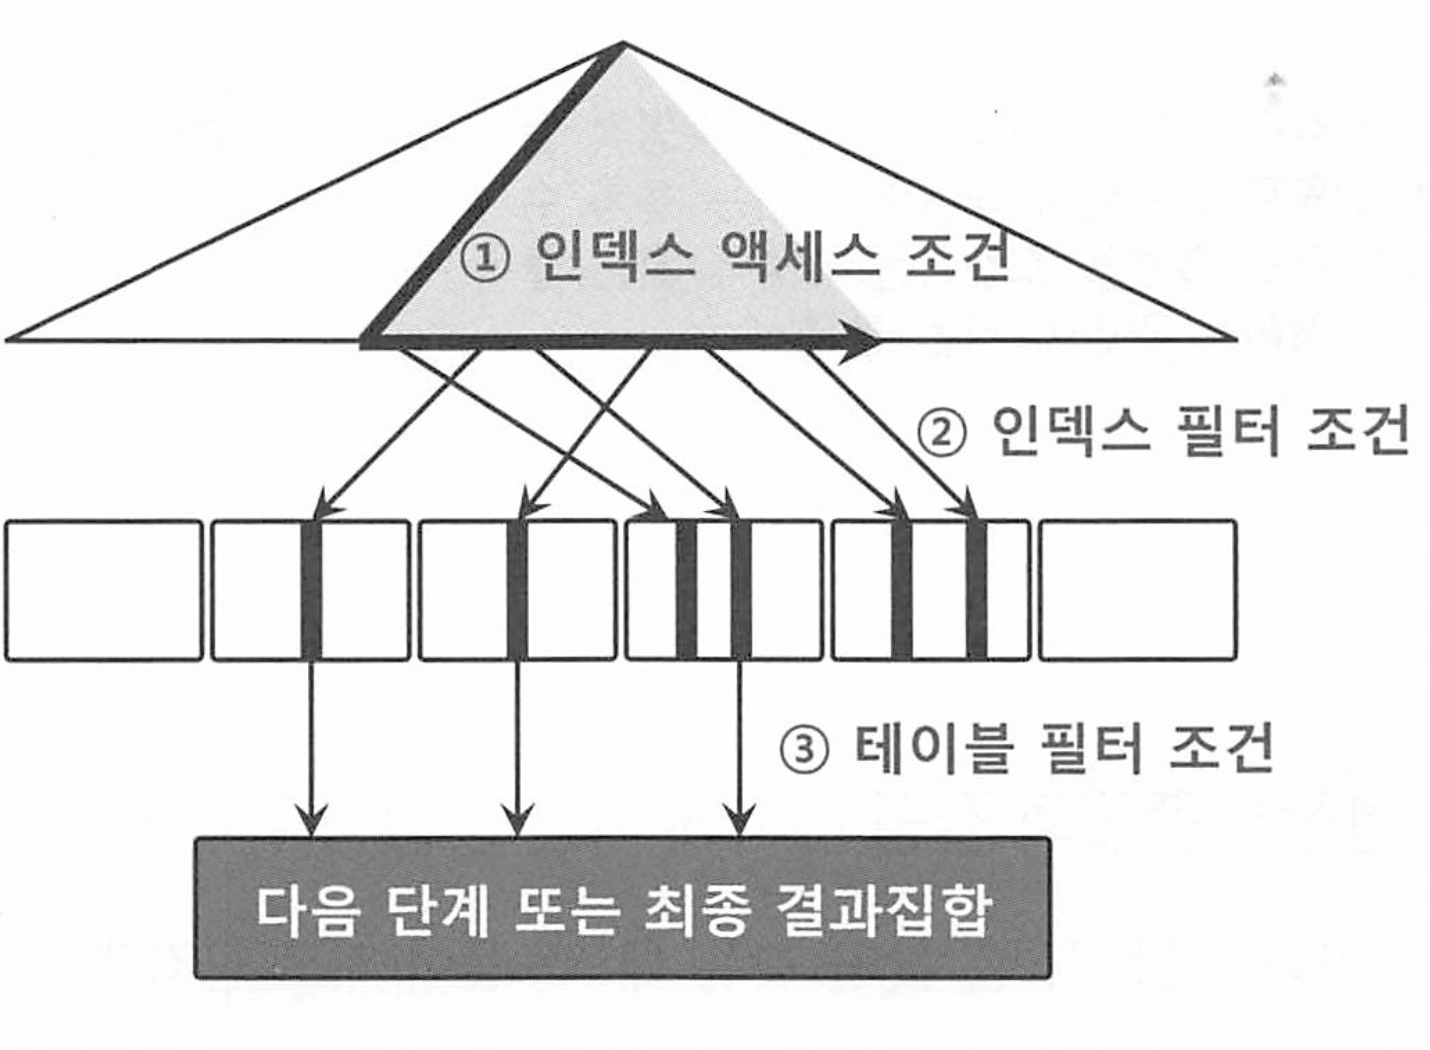 ① 인덱스 액세스 조건
② 인덱스 필터 조건
③ 테이블 필터 조건
다음 단계 또는 최종 결과집합